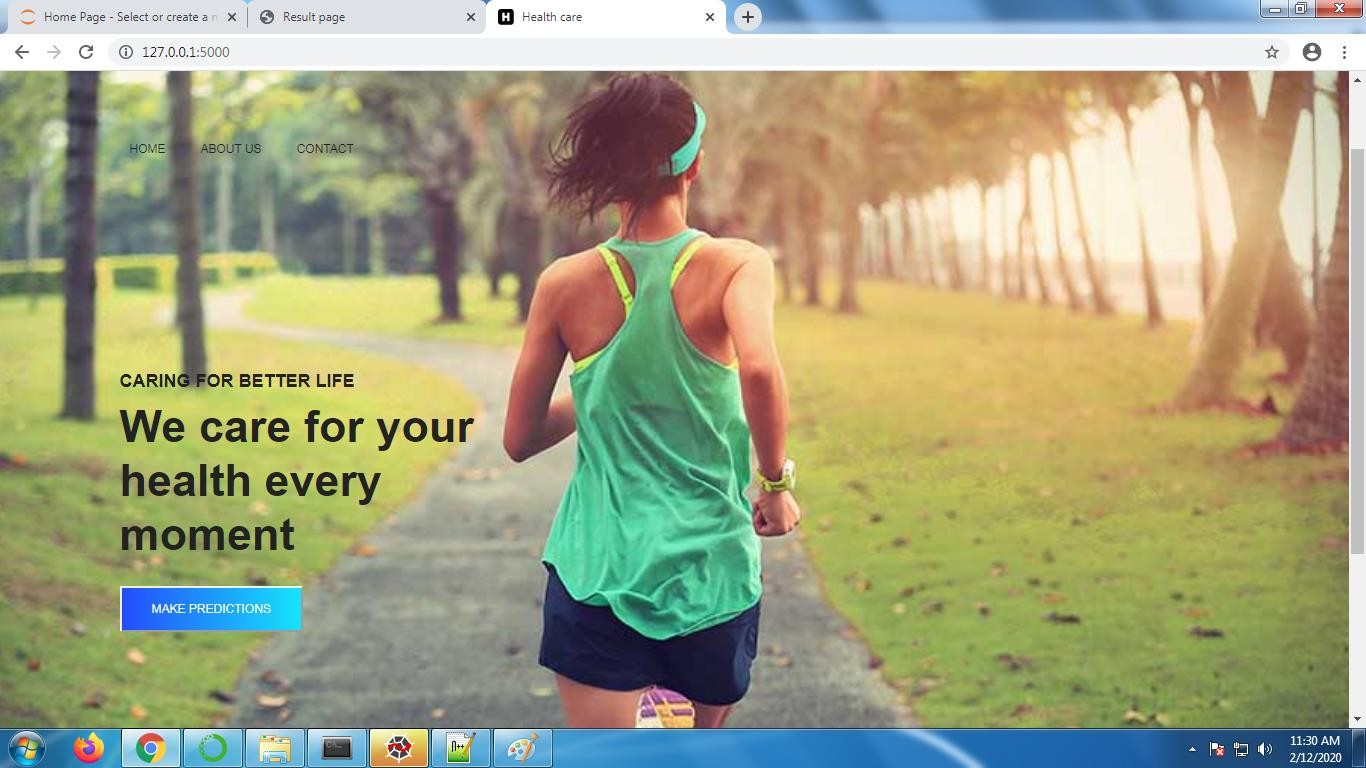 Home Page - Select or create a n
Result page
H Health care
127.0.0.1:5000
HOME ABOUT US CONTACT
CARING FOR BETTER LIFE
We care for your
health every
moment
MAKE PREDICTIONS
11:30 AM
2/12/2020